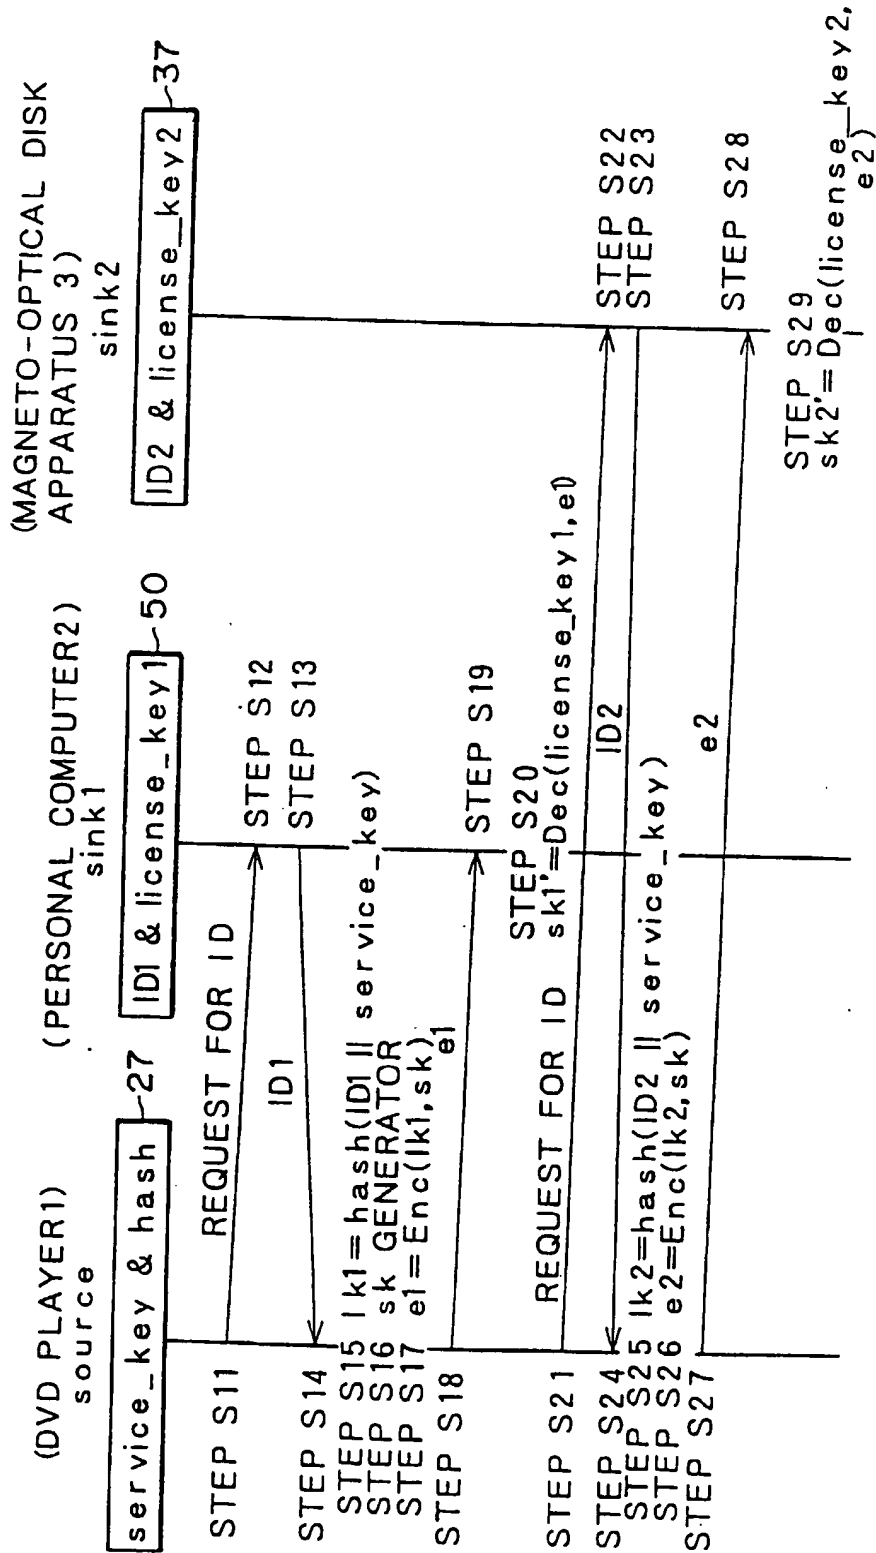 (DVD PLAYER1)
source
service_key & hash
27
(PERSONAL COMPUTER2)
sink1
ID1 & license_key1
50
(MAGNETO-OPTICAL DISK
APPARATUS 3)
sink2
ID2 & license_key2
37
STEP S11
REQUEST FOR ID
STEP S12
STEP S13
ID1
STEP S14
STEP S15 lk1=hash(ID1 || service_key)
STEP S16 sk GENERATOR
STEP S17 e1=Enc(lk1,sk)
STEP S18
e1
STEP S19
STEP S20
sk1'=Dec(license_key1,e1)
STEP S21
REQUEST FOR ID
STEP S22
STEP S23
ID2
STEP S24
STEP S25 lk2=hash(ID2 || service_key)
STEP S26 e2=Enc(lk2,sk)
STEP S27
e2
STEP S28
STEP S29
sk2'=Dec(license_key2,
e2)